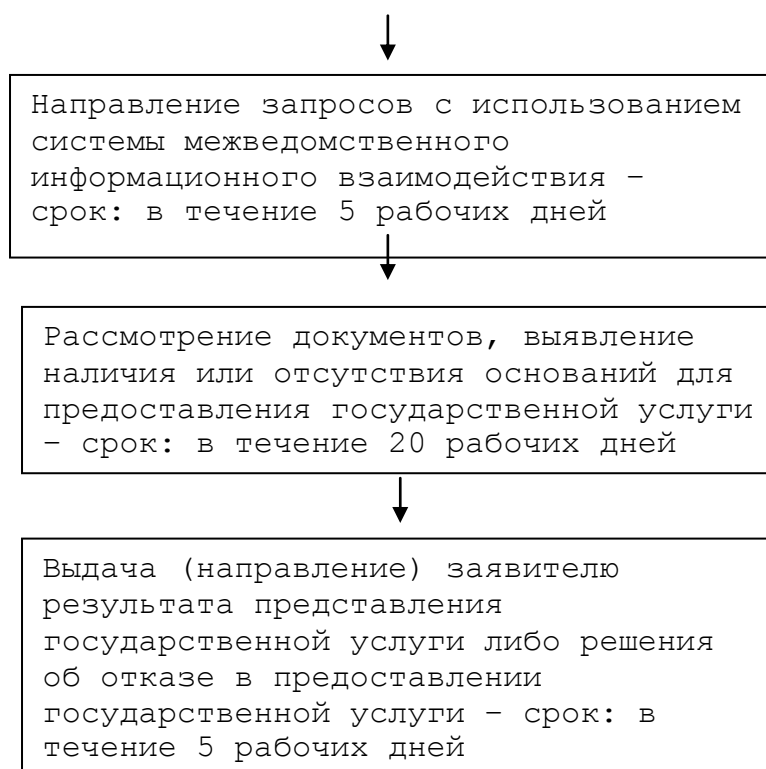 Направление запросов с использованием
системы межведомственного
информационного взаимодействия –
срок: в течение 5 рабочих дней
Рассмотрение документов, выявление
наличия или отсутствия оснований для
предоставления государственной услуги
– срок: в течение 20 рабочих дней
Выдача (направление) заявителю
результата представления
государственной услуги либо решения
об отказе в предоставлении
государственной услуги – срок: в
течение 5 рабочих дней